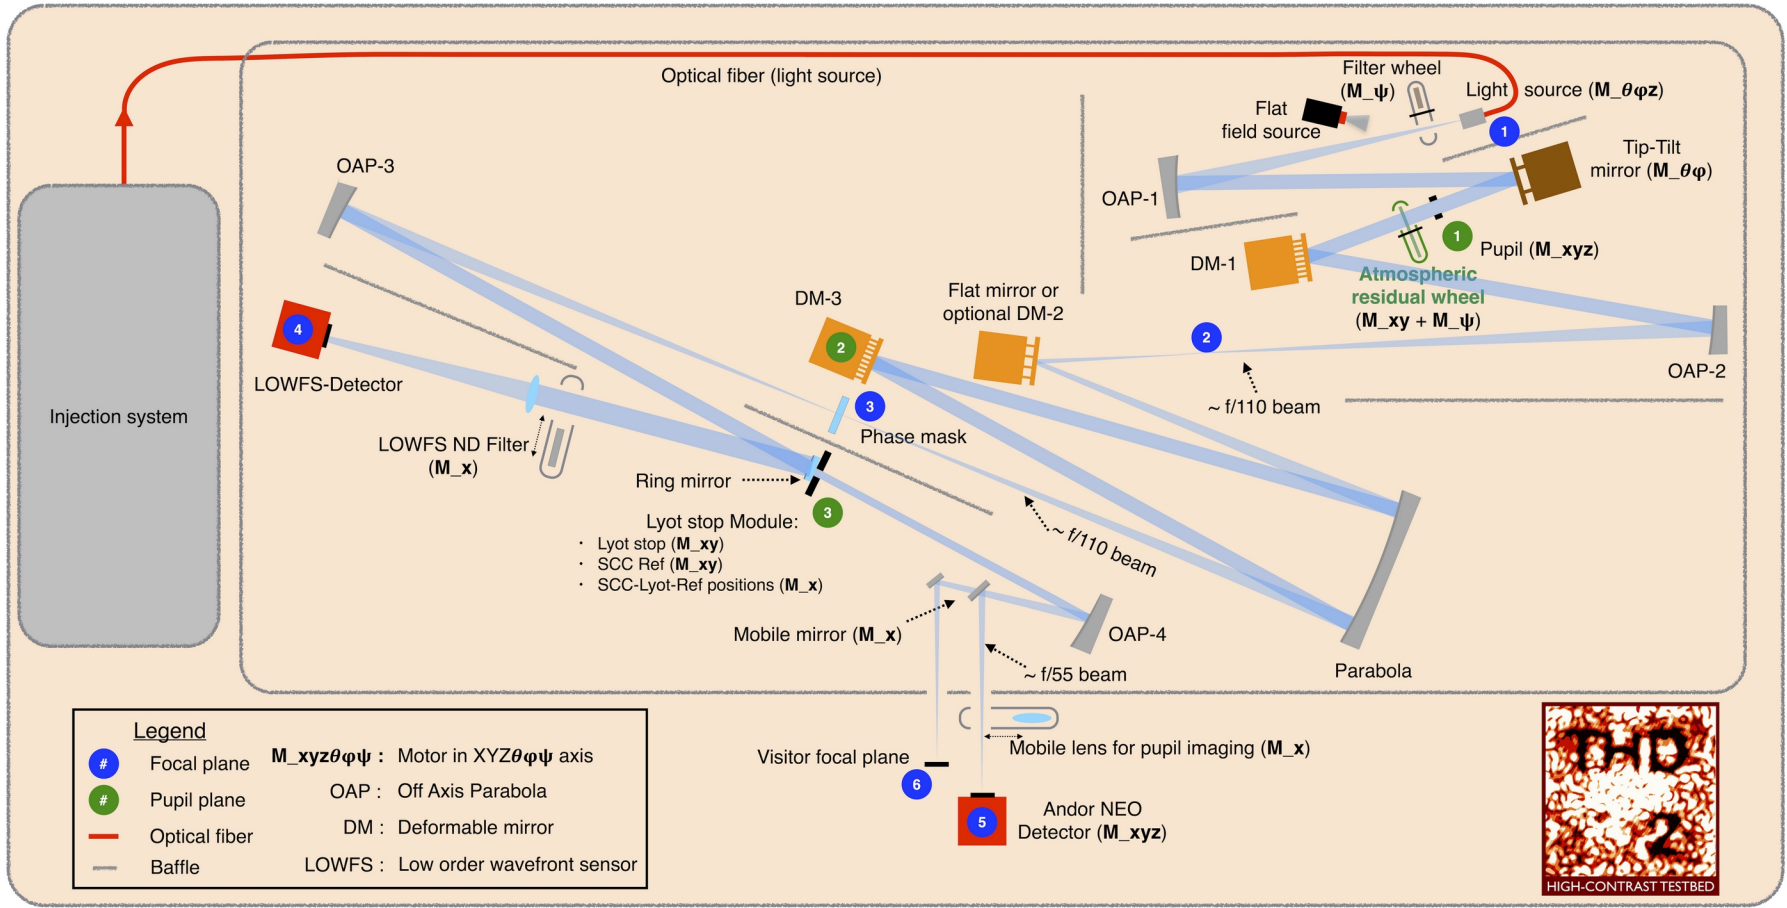 Optical fiber (light source)
Filter wheel
(M_ψ)
Light source (M_θφz)
Flat
field source
1
Tip-Tilt
mirror (M_θφ)
OAP-1
OAP-3
1
Pupil (M_xyz)
DM-1
Atmospheric
residual wheel
(M_xy + M_ψ)
Flat mirror or
optional DM-2
DM-3
2
2
4
OAP-2
LOWFS-Detector
~ f/110 beam
3
Phase mask
Injection system
LOWFS ND Filter
(M_x)
Ring mirror
3
Lyot stop Module:
· Lyot stop (M_xy)
· SCC Ref (M_xy)
· SCC-Lyot-Ref positions (M_x)
~ f/110 beam
Mobile mirror (M_x)
OAP-4
~ f/55 beam
Parabola
Visitor focal plane
Mobile lens for pupil imaging (M_x)
6
5
Andor NEO
Detector (M_xyz)
Legend
# Focal plane
# Pupil plane
Optical fiber
Baffle
M_xyzθφψ : Motor in XYZθφψ axis
OAP : Off Axis Parabola
DM : Deformable mirror
LOWFS : Low order wavefront sensor
THD
2
HIGH-CONTRAST TESTBED